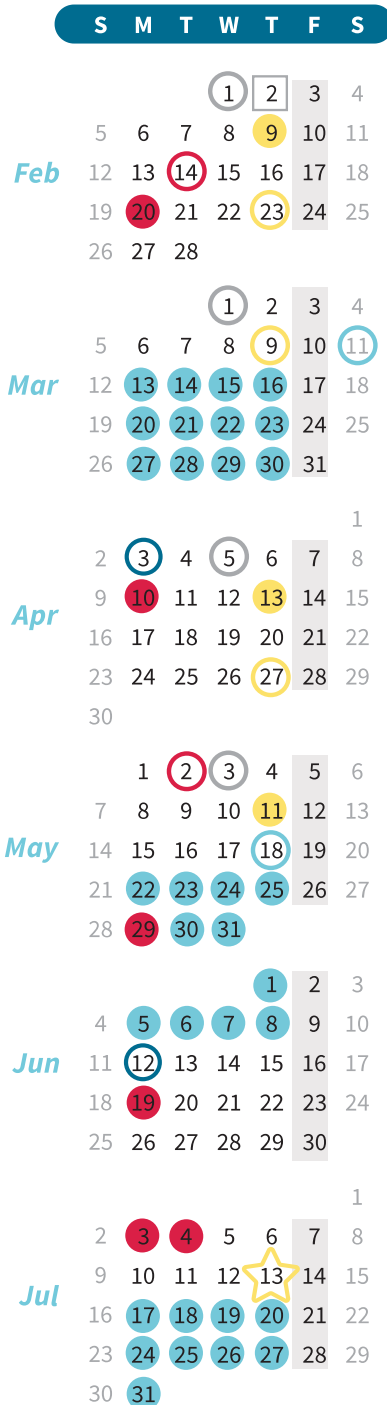 S M T W T F S
1 2 3 4
5 6 7 8 9 10 11
Feb 12 13 14 15 16 17 18
19 20 21 22 23 24 25
26 27 28
1 2 3 4
5 6 7 8 9 10 11
Mar 12 13 14 15 16 17 18
19 20 21 22 23 24 25
26 27 28 29 30 31
1
2 3 4 5 6 7 8
Apr 9 10 11 12 13 14 15
16 17 18 19 20 21 22
23 24 25 26 27 28 29
30
1 2 3 4 5 6
7 8 9 10 11 12 13
May 14 15 16 17 18 19 20
21 22 23 24 25 26 27
28 29 30 31
1 2 3
4 5 6 7 8 9 10
Jun 11 12 13 14 15 16 17
18 19 20 21 22 23 24
25 26 27 28 29 30
1
2 3 4 5 6 7 8
9 10 11 12 13 14 15
Jul 16 17 18 19 20 21 22
23 24 25 26 27 28 29
30 31